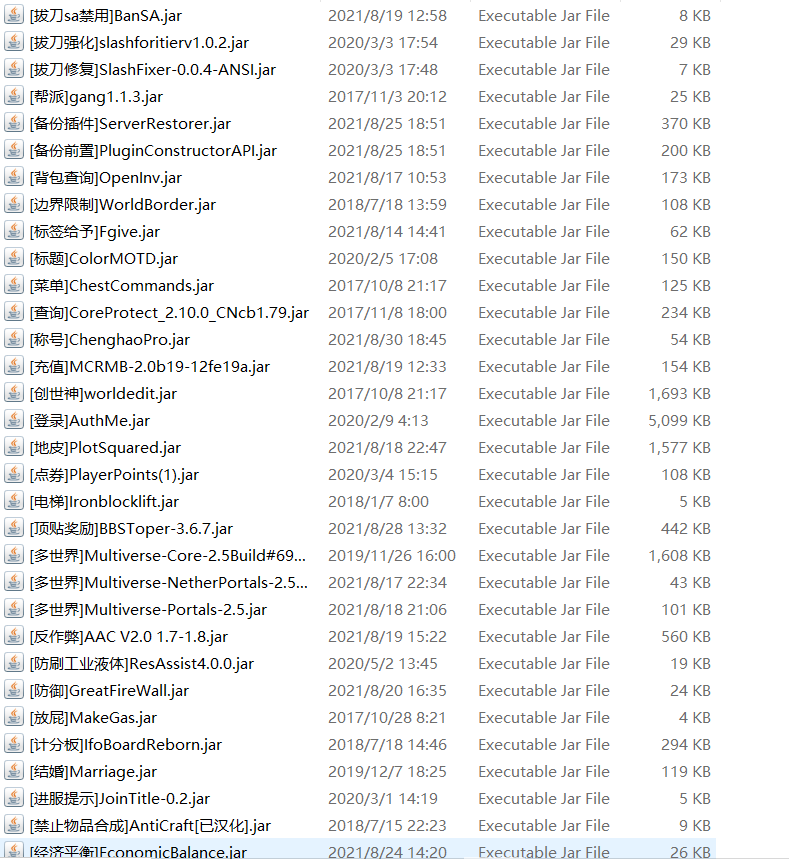 [拔刀sa禁用]BanSA.jar 2021/8/19 12:58 Executable Jar File 8 KB
[拔刀强化]slashforitierv1.0.2.jar 2020/3/3 17:54 Executable Jar File 29 KB
[拔刀修复]SlashFixer-0.0.4-ANSI.jar 2020/3/3 17:48 Executable Jar File 7 KB
[帮派]gang1.1.3.jar 2017/11/3 20:12 Executable Jar File 25 KB
[备份插件]ServerRestorer.jar 2021/8/25 18:51 Executable Jar File 370 KB
[备份前置]PluginConstructorAPI.jar 2021/8/25 18:51 Executable Jar File 200 KB
[背包查询]OpenInv.jar 2021/8/17 10:53 Executable Jar File 173 KB
[边界限制]WorldBorder.jar 2018/7/18 13:59 Executable Jar File 108 KB
[标签给予]Fgive.jar 2021/8/14 14:41 Executable Jar File 62 KB
[标题]ColorMOTD.jar 2020/2/5 17:08 Executable Jar File 150 KB
[菜单]ChestCommands.jar 2017/10/8 21:17 Executable Jar File 125 KB
[查询]CoreProtect_2.10.0_CNcb1.79.jar 2017/11/8 18:00 Executable Jar File 234 KB
[称号]ChenghaoPro.jar 2021/8/30 18:45 Executable Jar File 54 KB
[充值]MCRMB-2.0b19-12fe19a.jar 2021/8/19 12:33 Executable Jar File 154 KB
[创世神]worldedit.jar 2017/10/8 21:17 Executable Jar File 1,693 KB
[登录]AuthMe.jar 2020/2/9 4:13 Executable Jar File 5,099 KB
[地皮]PlotSquared.jar 2021/8/18 22:47 Executable Jar File 1,577 KB
[点券]PlayerPoints(1).jar 2020/3/4 15:15 Executable Jar File 108 KB
[电梯]Ironblocklift.jar 2018/1/7 8:00 Executable Jar File 5 KB
[顶贴奖励]BBSToper-3.6.7.jar 2021/8/28 13:32 Executable Jar File 442 KB
[多世界]Multiverse-Core-2.5Build#69... 2019/11/26 16:00 Executable Jar File 1,608 KB
[多世界]Multiverse-NetherPortals-2.5... 2021/8/17 22:34 Executable Jar File 43 KB
[多世界]Multiverse-Portals-2.5.jar 2021/8/18 21:06 Executable Jar File 101 KB
[反作弊]AAC V2.0 1.7-1.8.jar 2021/8/19 15:22 Executable Jar File 560 KB
[防刷工业液体]ResAssist4.0.0.jar 2020/5/2 13:45 Executable Jar File 19 KB
[防御]GreatFireWall.jar 2021/8/20 16:35 Executable Jar File 24 KB
[放屁]MakeGas.jar 2017/10/28 8:21 Executable Jar File 4 KB
[计分板]IfoBoardReborn.jar 2018/7/18 14:46 Executable Jar File 294 KB
[结婚]Marriage.jar 2019/12/7 18:25 Executable Jar File 119 KB
[进服提示]JoinTitle-0.2.jar 2020/3/1 14:19 Executable Jar File 5 KB
[禁止物品合成]AntiCraft[已汉化].jar 2018/7/15 22:23 Executable Jar File 9 KB
[经济平衡]EconomicBalance.jar 2021/8/24 14:20 Executable Jar File 26 KB